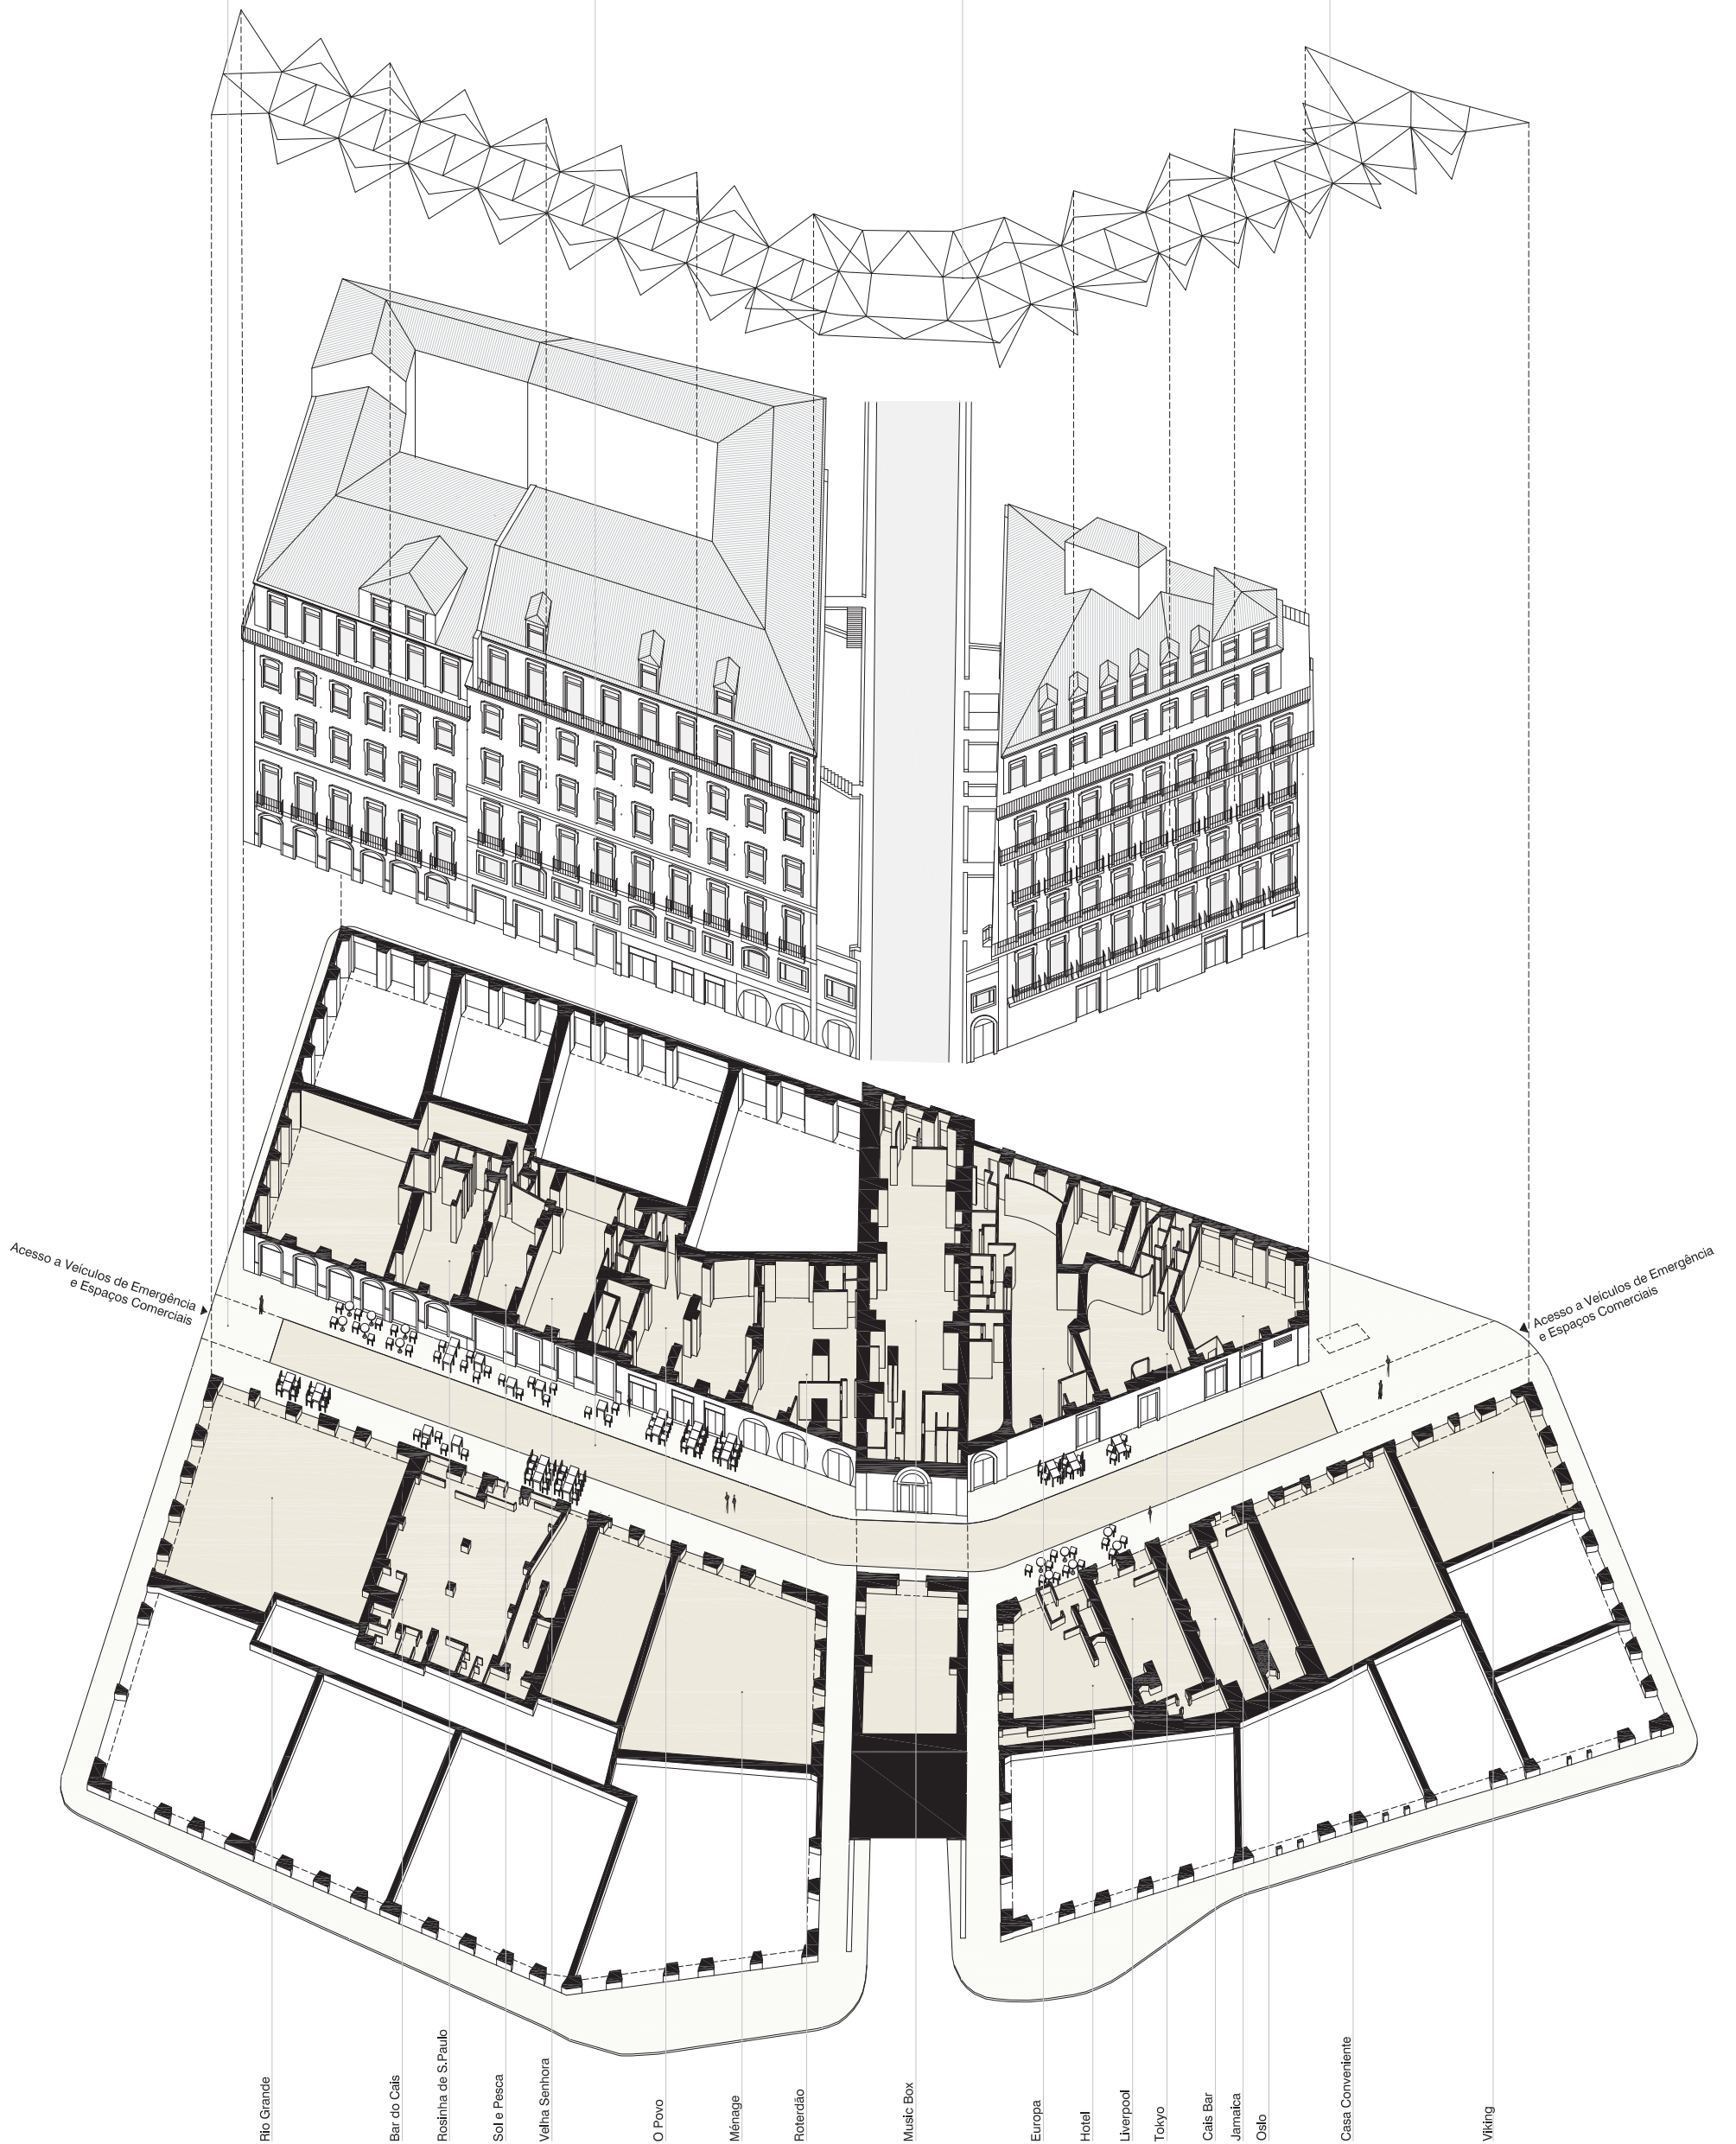 Acesso a Veículos de Emergência
e Espaços Comerciais
Acesso a Veículos de Emergência
e Espaços Comerciais
Rio Grande
Bar do Cais
Rosinha de S.Paulo
Sol e Pesca
Velha Senhora
O Povo
Ménage
Roterdão
Music Box
Europa
Hotel
Liverpool
Tokyo
Cais Bar
Jamaica
Oslo
Casa Conveniente
Viking